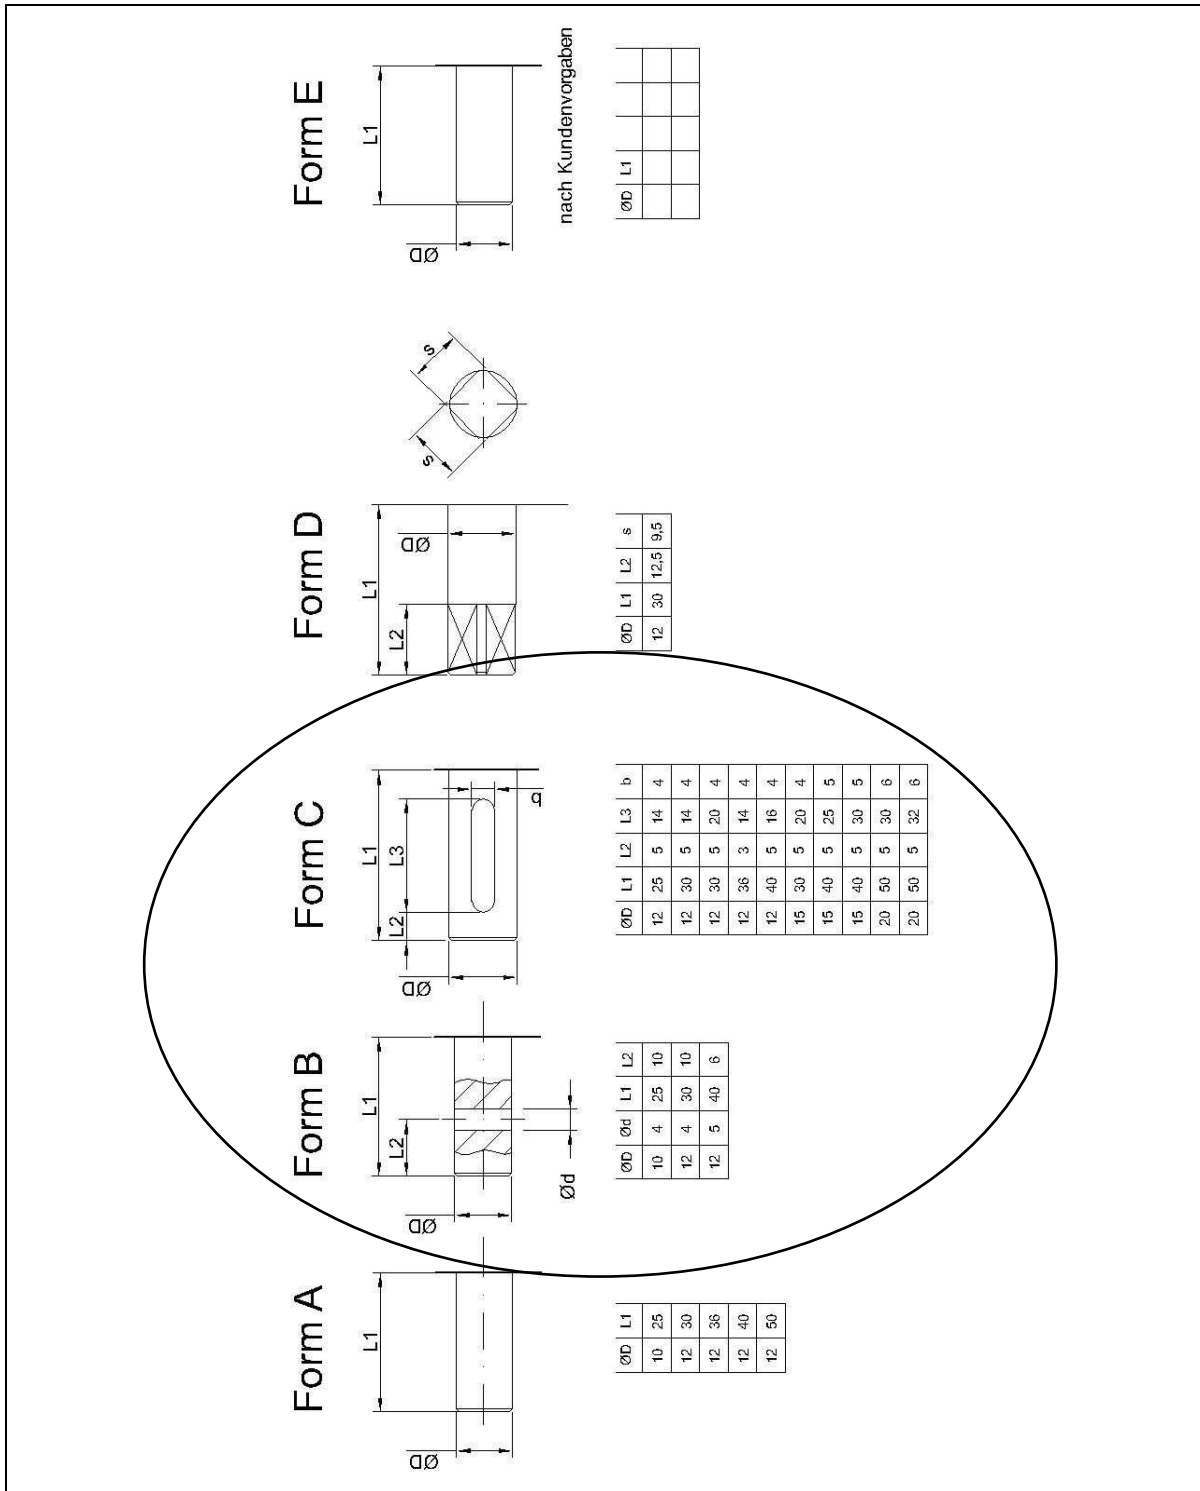 Form A
L1
ØD
ØD L1
10 25
12 30
12 36
12 40
12 50
Form B
L1
L2
ØD
Ød
ØD Ød L1 L2
10 4 25 10
12 4 30 10
12 5 40 6
Form C
L1
L2 L3
ØD
b
ØD L1 L2 L3 b
12 25 5 14 4
12 30 5 14 4
12 30 5 20 4
12 36 3 14 4
12 40 5 16 4
15 30 5 20 4
15 40 5 25 5
15 40 5 30 5
20 50 5 30 6
20 50 5 32 6
Form D
L1
L2
ØD
s s
ØD L1 L2 s
12 30 12,5 9,5
Form E
L1
ØD
nach Kundenvorgaben
ØD L1